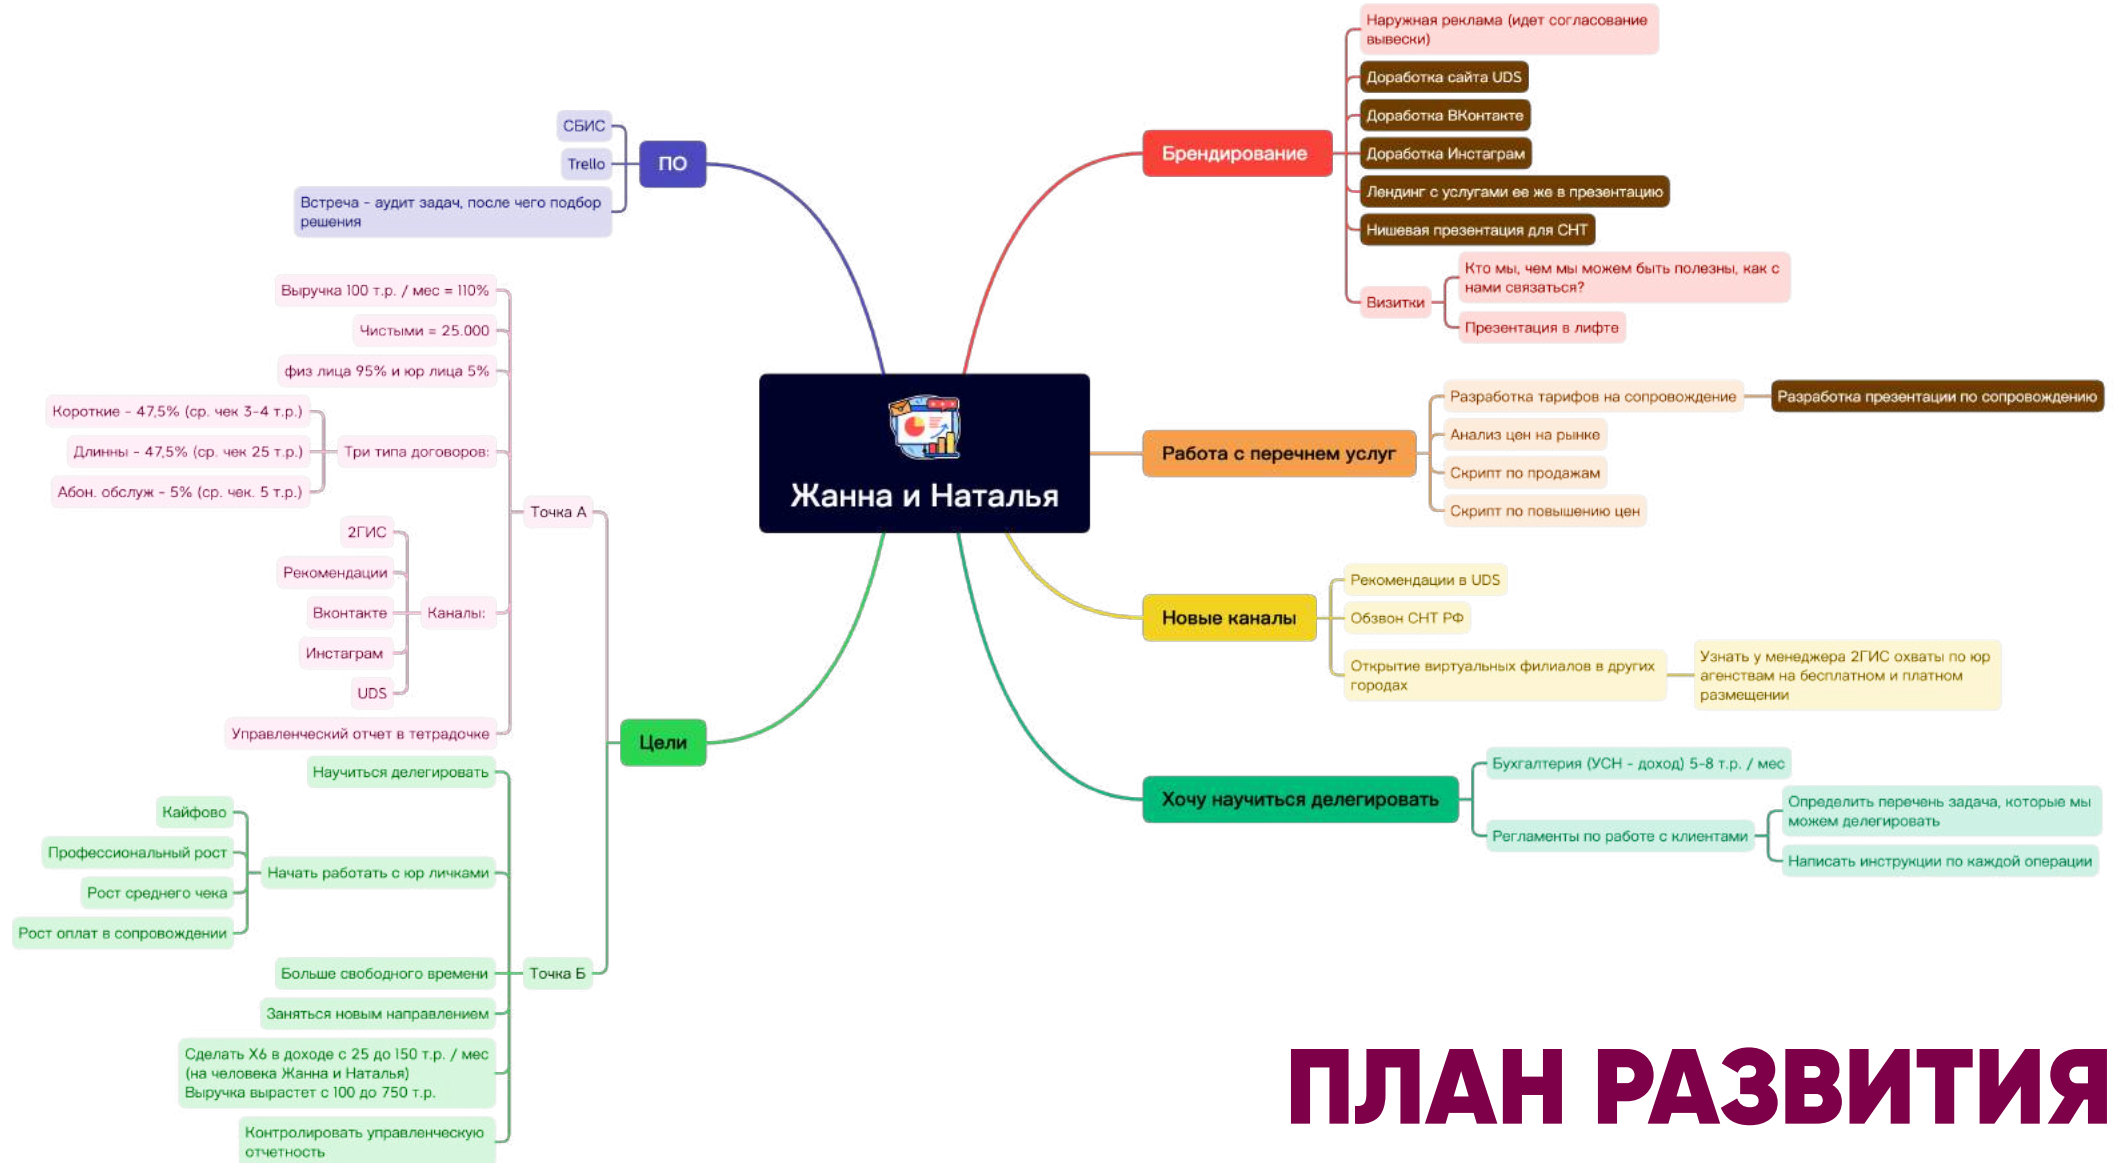 Жанна и Наталья
ПО
СБИС
Trello
Встреча - аудит задач, после чего подбор
решения
Цели
Точка А
Выручка 100 т.р. / мес = 110%
Чистыми = 25.000
физ лица 95% и юр лица 5%
Три типа договоров:
Короткие - 47,5% (ср. чек 3-4 т.р.)
Длинны - 47,5% (ср. чек 25 т.р.)
Абон. обслуж - 5% (ср. чек. 5 т.р.)
Каналы:
2ГИС
Рекомендации
Вконтакте
Инстаграм
UDS
Управленческий отчет в тетрадочке
Точка Б
Научиться делегировать
Начать работать с юр личками
Кайфово
Профессиональный рост
Рост среднего чека
Рост оплат в сопровождении
Больше свободного времени
Заняться новым направлением
Сделать Х6 в доходе с 25 до 150 т.р. / мес
(на человека Жанна и Наталья)
Выручка вырастет с 100 до 750 т.р.
Контролировать управленческую
отчетность
Брендирование
Наружная реклама (идет согласование
вывески)
Доработка сайта UDS
Доработка ВКонтакте
Доработка Инстаграм
Лендинг с услугами ее же в презентацию
Нишевая презентация для СНТ
Визитки
Кто мы, чем мы можем быть полезны, как с
нами связаться?
Презентация в лифте
Работа с перечнем услуг
Разработка тарифов на сопровождение
Разработка презентации по сопровождению
Анализ цен на рынке
Скрипт по продажам
Скрипт по повышению цен
Новые каналы
Рекомендации в UDS
Обзвон СНТ РФ
Открытие виртуальных филиалов в других
городах
Узнать у менеджера 2ГИС охваты по юр
агенствам на бесплатном и платном
размещении
Хочу научиться делегировать
Бухгалтерия (УСН - доход) 5-8 т.р. / мес
Регламенты по работе с клиентами
Определить перечень задача, которые мы
можем делегировать
Написать инструкции по каждой операции
ПЛАН РАЗВИТИЯ